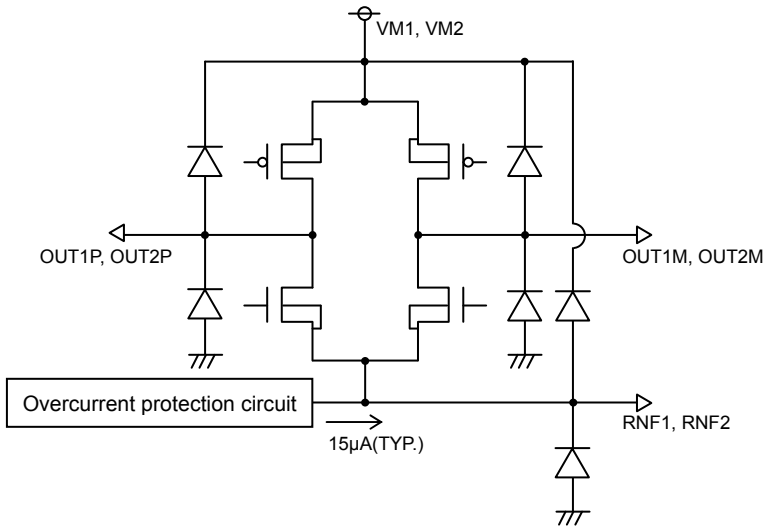 VM1, VM2
OUT1P, OUT2P
OUT1M, OUT2M
Overcurrent protection circuit
15µA(TYP.)
RNF1, RNF2